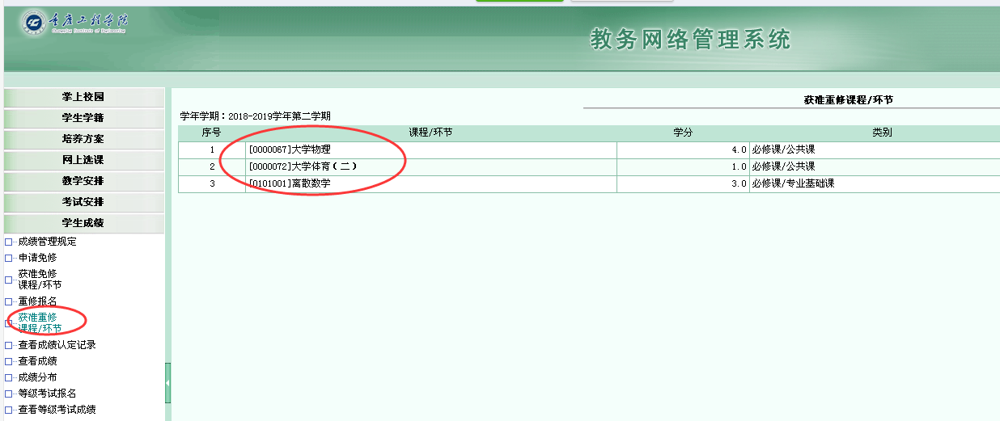 重庆工程学院
Chongqing Institute of Engineering
教务网络管理系统
掌上校园
学生学籍
培养方案
网上选课
教学安排
考试安排
学生成绩
成绩管理规定
申请免修
获准免修
课程/环节
重修报名
获准重修
课程/环节
查看成绩认定记录
查看成绩
成绩分布
等级考试报名
查看等级考试成绩
获准重修课程/环节
学年学期：2018-2019学年第二学期
序号 课程/环节 学分 类别
1 [0000067]大学物理 4.0 必修课/公共课
2 [0000072]大学体育（二） 1.0 必修课/公共课
3 [0101001]离散数学 3.0 必修课/专业基础课